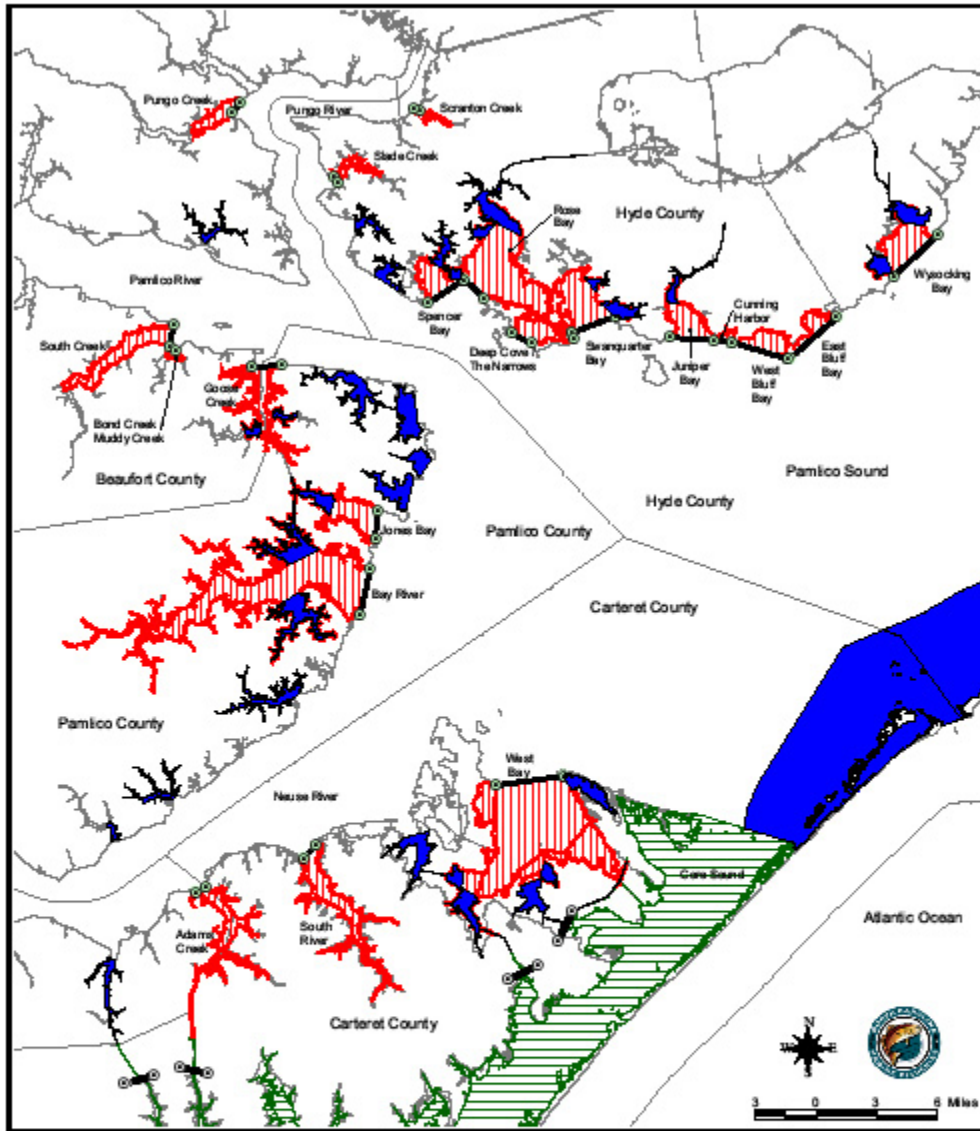 Pungo Creek
Pungo River
Scranton Creek
Slade Creek
Rose
Bay
Hyde County
Pamlico River
Wysocking
Bay
Spencer
Bay
Cunning
Harbor
South Creek
Deep Cove
The Narrows
Swanquarter
Bay
Juniper
Bay
West
Bluff
Bay
East
Bluff
Bay
Goose
Creek
Bond Creek
Muddy Creek
Beaufort County
Pamlico Sound
Hyde County
Jones Bay
Pamlico County
Bay River
Carteret County
Pamlico County
West
Bay
Neuse River
Core Sound
Atlantic Ocean
Adams
Creek
South
River
Carteret County
N
W E
S
3 0 3 6 Miles